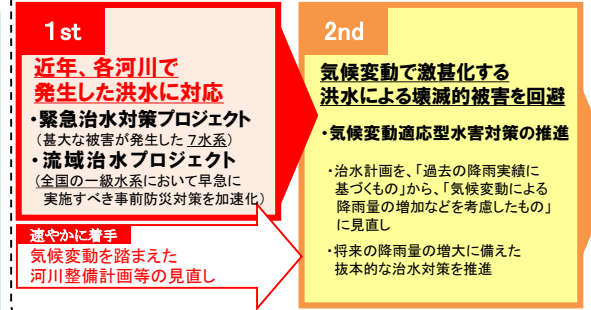 1st
近年、各河川で
発生した洪水に対応
・緊急治水対策プロジェクト
(甚大な被害が発生した 7水系)
・流域治水プロジェクト
(全国の一級水系において早急に
実施すべき事前防災対策を加速化)
速やかに着手
気候変動を踏まえた
河川整備計画等の見直し
2nd
気候変動で激甚化する
洪水による壊滅的被害を回避
・気候変動適応型水害対策の推進
・治水計画を、「過去の降雨実績に
基づくもの」から、「気候変動による
降雨量の増加などを考慮したもの」
に見直し
・将来の降雨量の増大に備えた
抜本的な治水対策を推進